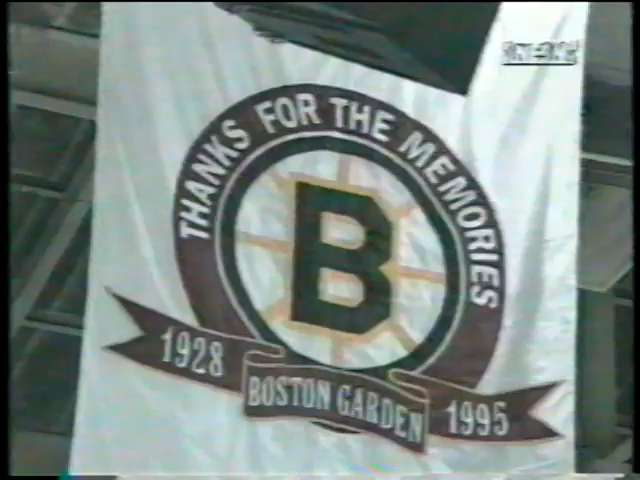 THANKS FOR THE MEMORIES
B
1928
BOSTON GARDEN
1995